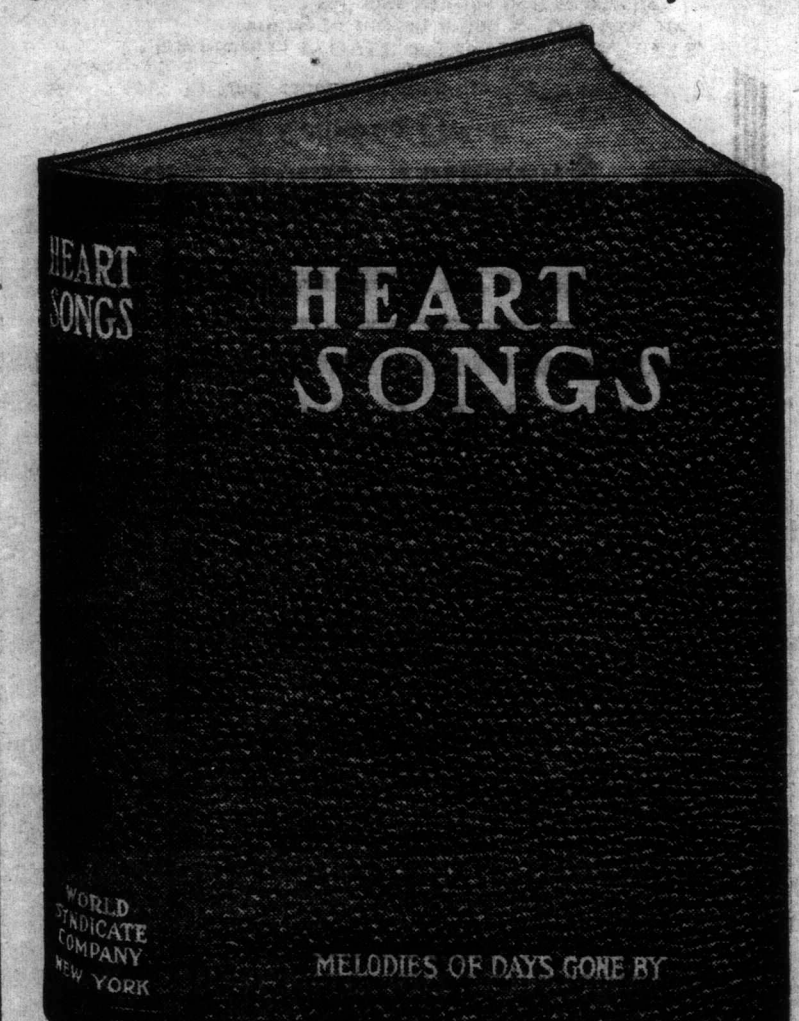 HEART
SONGS
HEART
SONGS
WORLD
SYNDICATE
COMPANY
NEW YORK
MELODIES OF DAYS GONE BY